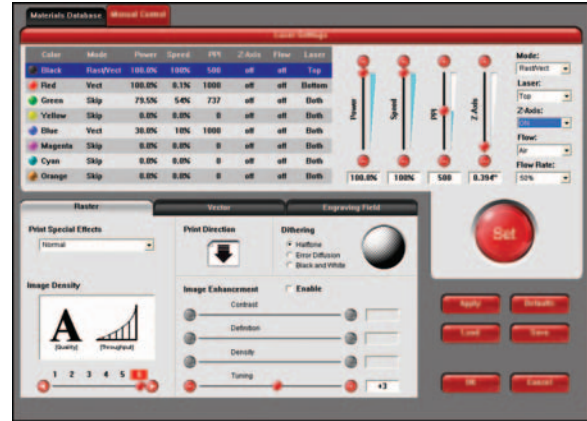 Materials Database Manual Control
Laser Settings
Color Mode Power Speed PPI Z-Axis Flow Laser
Black Rast/Vect 100.0% 100% 500 off off Top
Red Vect 100.0% 0.1% 1000 off off Bottom
Green Skip 79.5% 54% 737 off off Both
Yellow Skip 0.0% 0.0% 0 off off Both
Blue Vect 30.0% 10% 1000 off off Both
Magenta Skip 0.0% 0.0% 0 off off Both
Cyan Skip 0.0% 0.0% 0 off off Both
Orange Skip 0.0% 0.0% 0 off off Both
Power
Speed
PPI
Z-Axis
100.0% 100% 500 0.394"
Mode:
Rast/Vect
Laser:
Top
Z-Axis:
ON
Flow:
Air
Flow Rate:
50%
Set
Raster Vector Engraving Field
Print Special Effects
Normal
Print Direction
Dithering
Halftone
Error Diffusion
Black and White
Image Density
A
(Quality) (Throughput)
1 2 3 4 5 6
Image Enhancement Enable
Contrast
Definition
Density
Tuning
+3
Apply Defaults
Load Save
OK Cancel